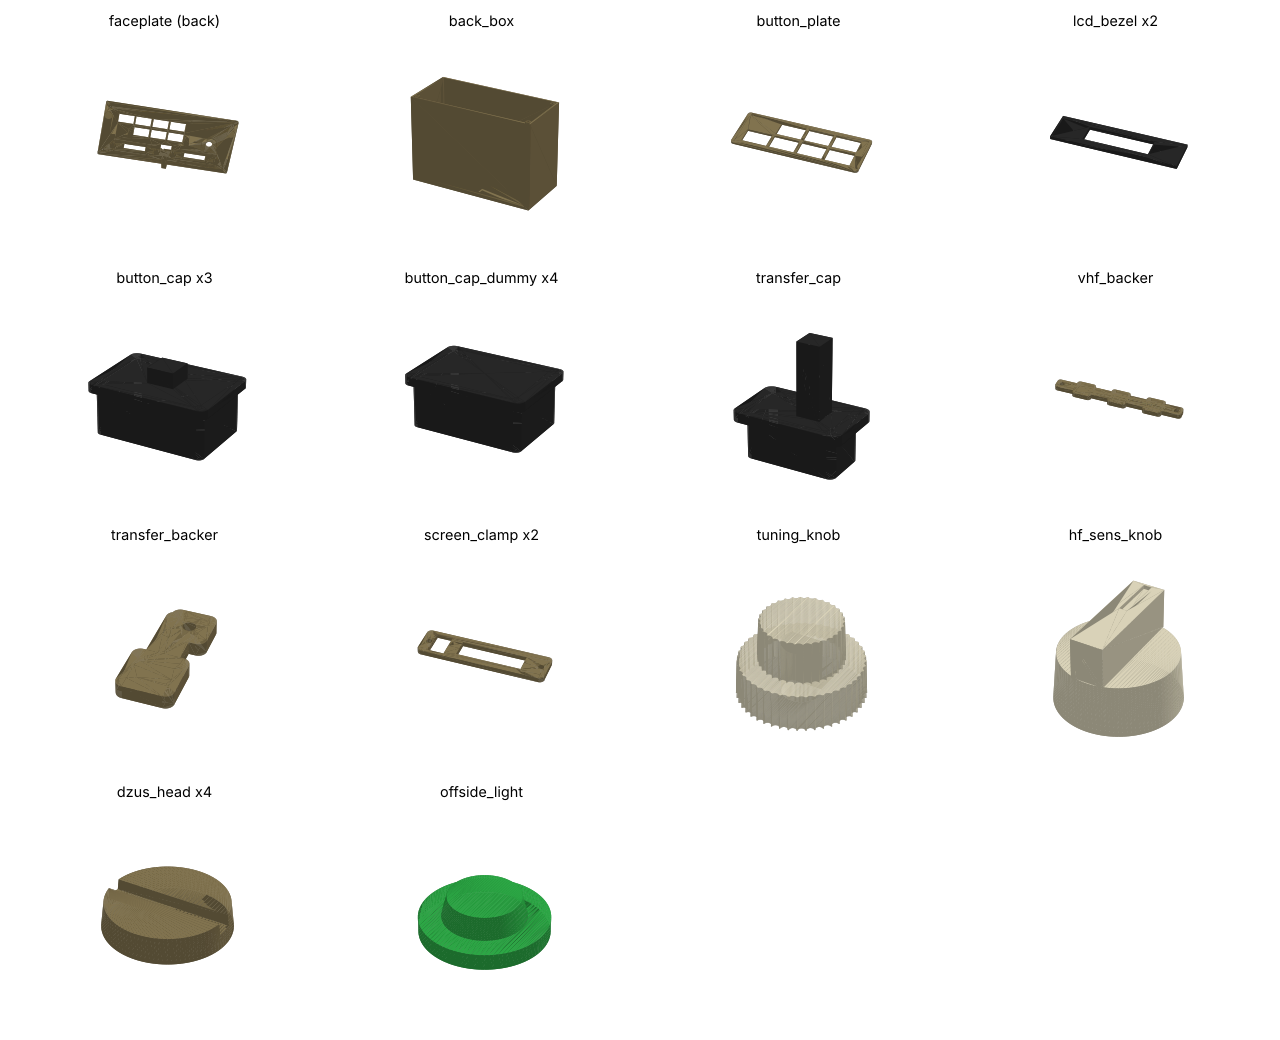 faceplate (back)
back_box
button_plate
lcd_bezel x2
button_cap x3
button_cap_dummy x4
transfer_cap
vhf_backer
transfer_backer
screen_clamp x2
tuning_knob
hf_sens_knob
dzus_head x4
offside_light